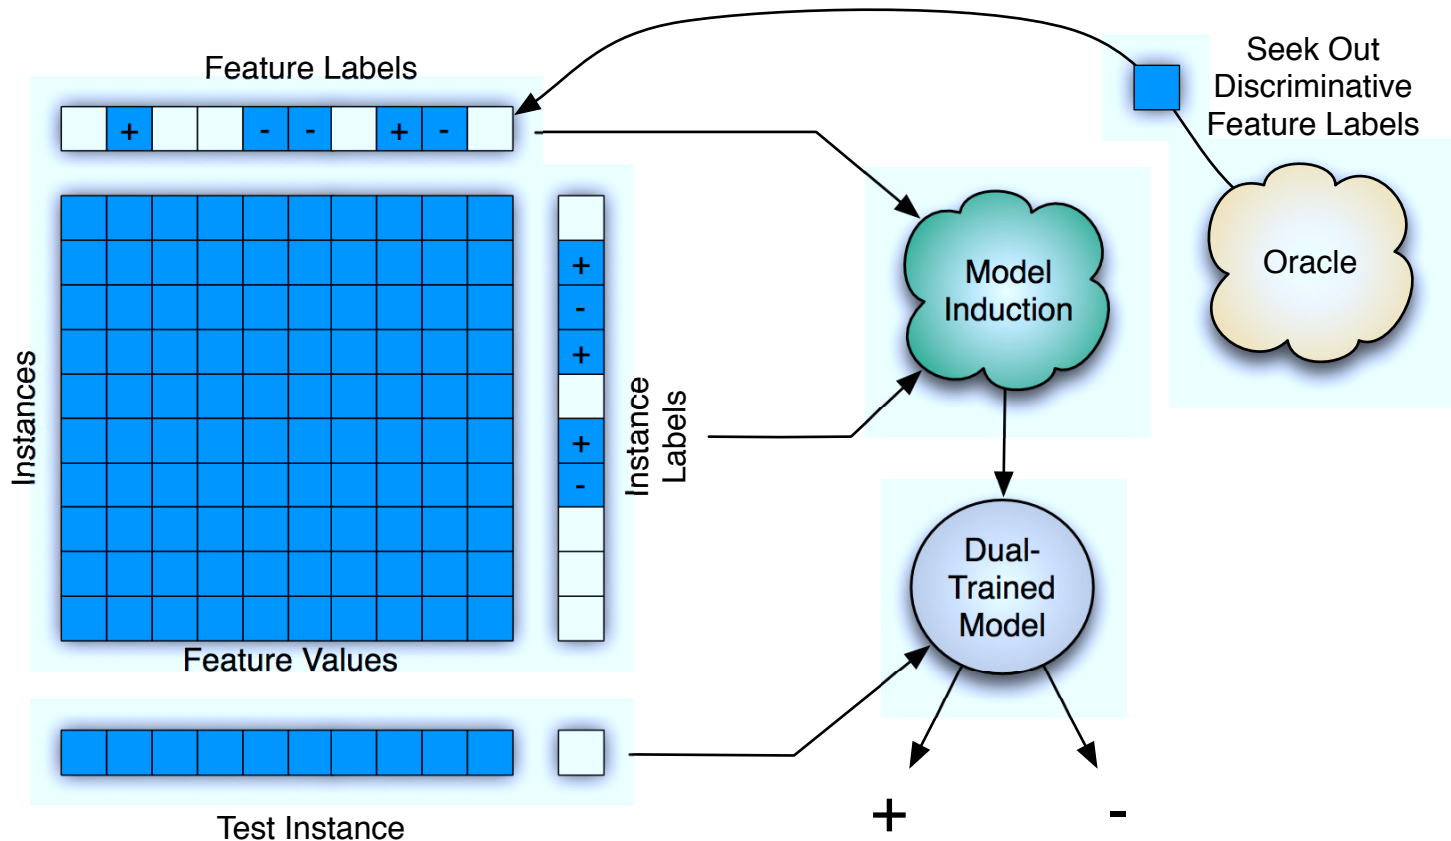 Feature Labels
+ - - + -
Seek Out
Discriminative
Feature Labels
Oracle
Model
Induction
Instances
+
-
+
+
-
Instance
Labels
Feature Values
Dual-
Trained
Model
Test Instance
+ -